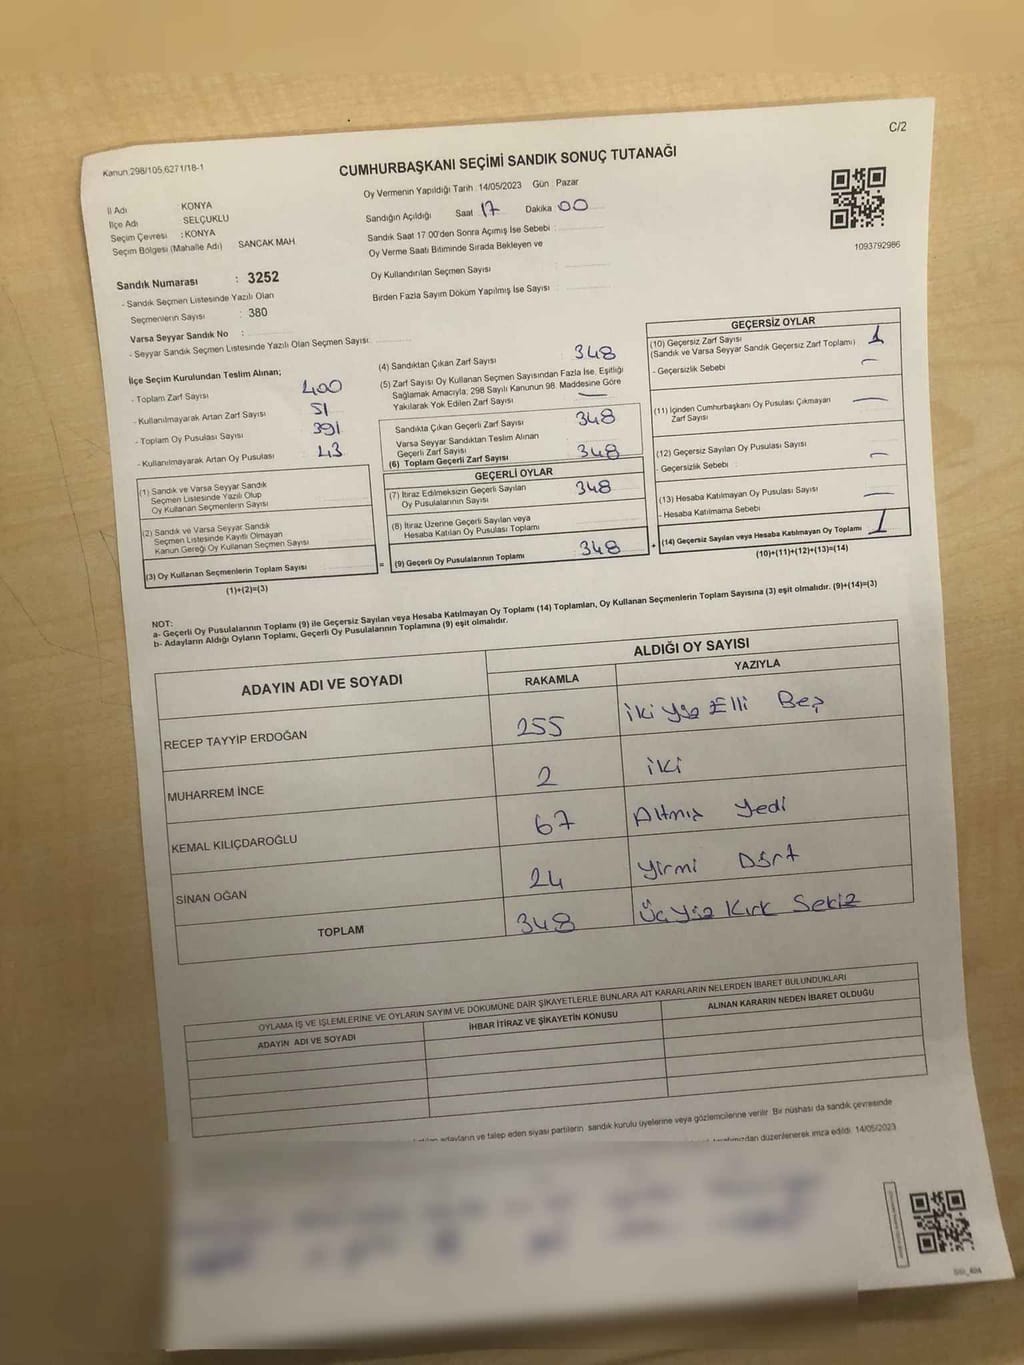 C/2
Kanun.298/105,6271/18-1
CUMHURBAŞKANI SEÇİMİ SANDIK SONUÇ TUTANAĞI
Oy Vermenin Yapıldığı Tarih :14/05/2023 Gün :Pazar
İl Adı : KONYA
İlçe Adı : SELÇUKLU
Seçim Çevresi : KONYA
Seçim Bölgesi (Mahalle Adı) SANCAK MAH
Sandığın Açıldığı Saat 17 Dakika 00
Sandık Saat 17:00'den Sonra Açımış İse Sebebi :
Oy Verme Saati Bitiminde Sırada Bekleyen ve
Oy Kullandırılan Seçmen Sayısı
Birden Fazla Sayım Döküm Yapılmış İse Sayısı
1093792986
Sandık Numarası : 3252
- Sandık Seçmen Listesinde Yazılı Olan
Seçmenlerin Sayısı : 380
Varsa Seyyar Sandık No :
- Seyyar Sandık Seçmen Listesinde Yazılı Olan Seçmen Sayısı:
İlçe Seçim Kurulundan Teslim Alınan;
- Toplam Zarf Sayısı 400
- Kullanılmayarak Artan Zarf Sayısı 51
- Toplam Oy Pusulası Sayısı 391
- Kullanılmayarak Artan Oy Pusulası 43
(1) Sandık ve Varsa Seyyar Sandık
Seçmen Listesinde Yazılı Olup
Oy Kullanan Seçmenlerin Sayısı
(2) Sandık ve Varsa Seyyar Sandık
Seçmen Listesinde Kayıtlı Olmayan
Kanun Gereği Oy Kullanan Seçmen Sayısı
(3) Oy Kullanan Seçmenlerin Toplam Sayısı
(1)+(2)=(3)
(4) Sandıktan Çıkan Zarf Sayısı 348
(5) Zarf Sayısı Oy Kullanan Seçmen Sayısından Fazla İse, Eşitliği
Sağlamak Amacıyla; 298 Sayılı Kanunun 98. Maddesine Göre
Yakılarak Yok Edilen Zarf Sayısı —
Sandıkta Çıkan Geçerli Zarf Sayısı 348
Varsa Seyyar Sandıktan Teslim Alınan
Geçerli Zarf Sayısı
(6) Toplam Geçerli Zarf Sayısı 348
GEÇERLİ OYLAR
(7) İtiraz Edilmeksizin Geçerli Sayılan
Oy Pusulalarının Sayısı 348
(8) İtiraz Üzerine Geçerli Sayılan veya
Hesaba Katılan Oy Pusulası Toplamı
= (9) Geçerli Oy Pusulalarının Toplamı 348
GEÇERSİZ OYLAR
(10) Geçersiz Zarf Sayısı
(Sandık ve Varsa Seyyar Sandık Geçersiz Zarf Toplamı) 1
- Geçersizlik Sebebi —
(11) İçinden Cumhurbaşkanı Oy Pusulası Çıkmayan
Zarf Sayısı —
(12) Geçersiz Sayılan Oy Pusulası Sayısı
- Geçersizlik Sebebi : —
(13) Hesaba Katılmayan Oy Pusulası Sayısı
- Hesaba Katılmama Sebebi —
+ (14) Geçersiz Sayılan veya Hesaba Katılmayan Oy Toplamı 1
(10)+(11)+(12)+(13)=(14)
NOT:
a- Geçerli Oy Pusulalarının Toplamı (9) ile Geçersiz Sayılan veya Hesaba Katılmayan Oy Toplamı (14) Toplamları, Oy Kullanan Seçmenlerin Toplam Sayısına (3) eşit olmalıdır. (9)+(14)=(3)
b- Adayların Aldığı Oyların Toplamı, Geçerli Oy Pusulalarının Toplamına (9) eşit olmalıdır.
ADAYIN ADI VE SOYADI
ALDIĞI OY SAYISI
RAKAMLA YAZIYLA
RECEP TAYYİP ERDOĞAN 255 iki yüz Elli Beş
MUHARREM İNCE 2 iki
KEMAL KILIÇDAROĞLU 67 Altmış Yedi
SİNAN OĞAN 24 yirmi Dört
TOPLAM 348 Üçyüz Kırk Sekiz
OYLAMA İŞ VE İŞLEMLERİNE VE OYLARIN SAYIM VE DÖKÜMÜNE DAİR ŞİKAYETLERLE BUNLARA AİT KARARLARIN NELERDEN İBARET BULUNDUKLARI
ADAYIN ADI VE SOYADI İHBAR İTİRAZ VE ŞİKAYETİN KONUSU ALINAN KARARIN NEDEN İBARET OLDUĞU
adayların ve talep eden siyasi partilerin sandık kurulu üyelerine veya gözlemcilerine verilir. Bir nüshası da sandık çevresinde
düzenlenerek imza edildi. 14/05/2023